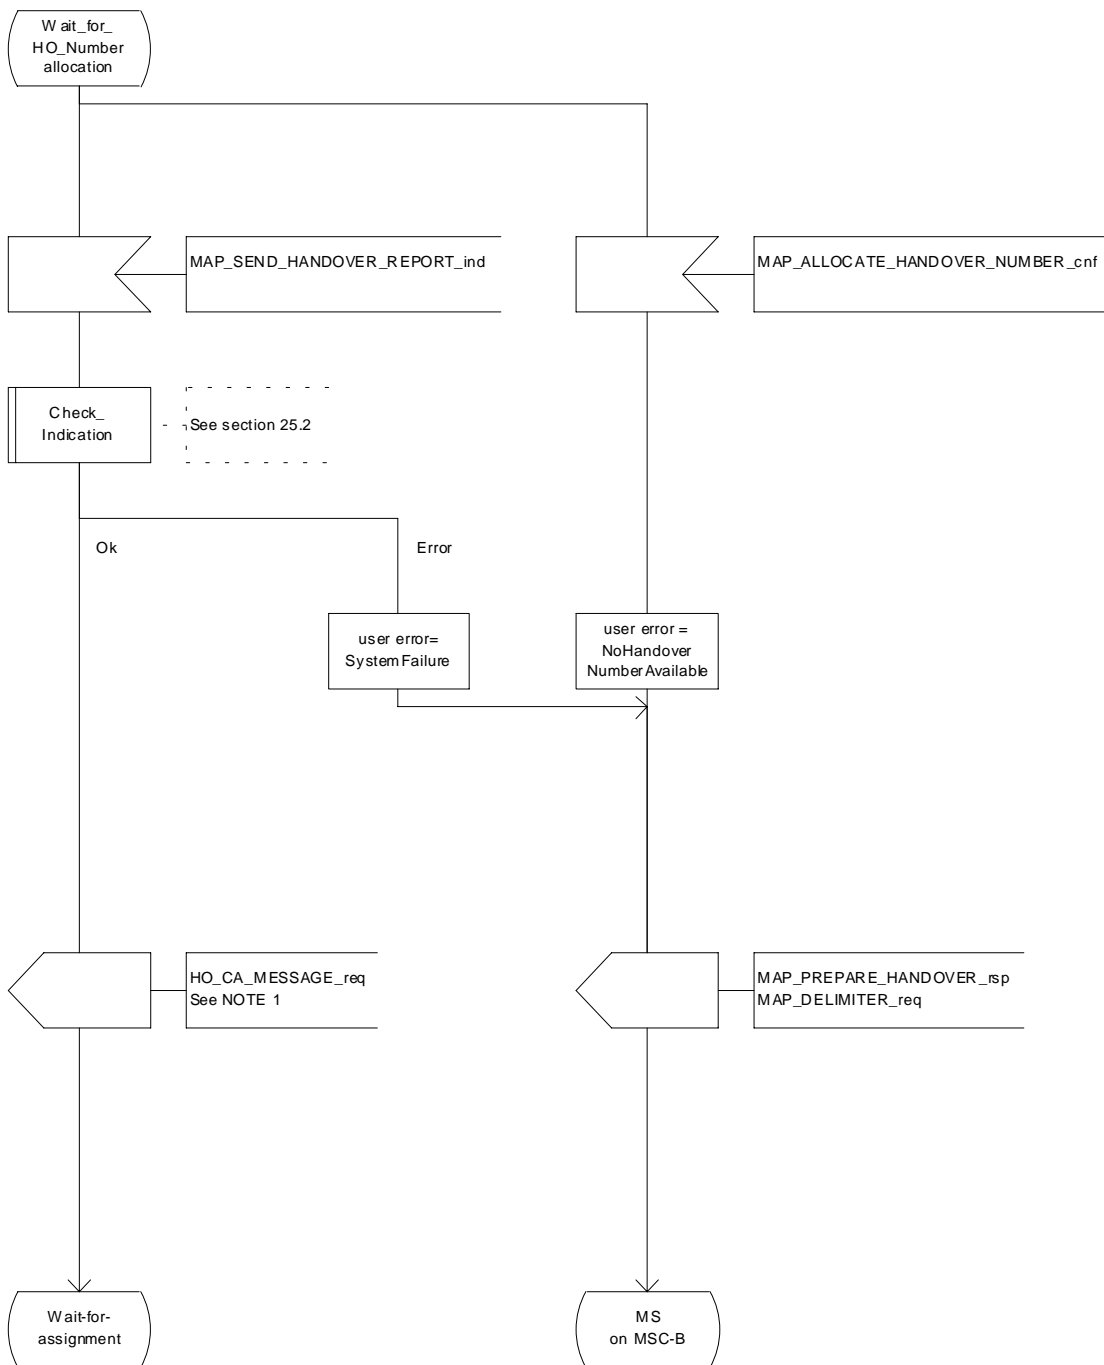 Wait_for_
HO_Number
allocation
MAP_SEND_HANDOVER_REPORT_ind
MAP_ALLOCATE_HANDOVER_NUMBER_cnf
Check_
Indication
See section 25.2
Ok
Error
user error=
SystemFailure
user error =
NoHandover
NumberAvailable
HO_CA_MESSAGE_req
See NOTE 1
MAP_PREPARE_HANDOVER_rsp
MAP_DELIMITER_req
Wait-for-
assignment
MS
on MSC-B